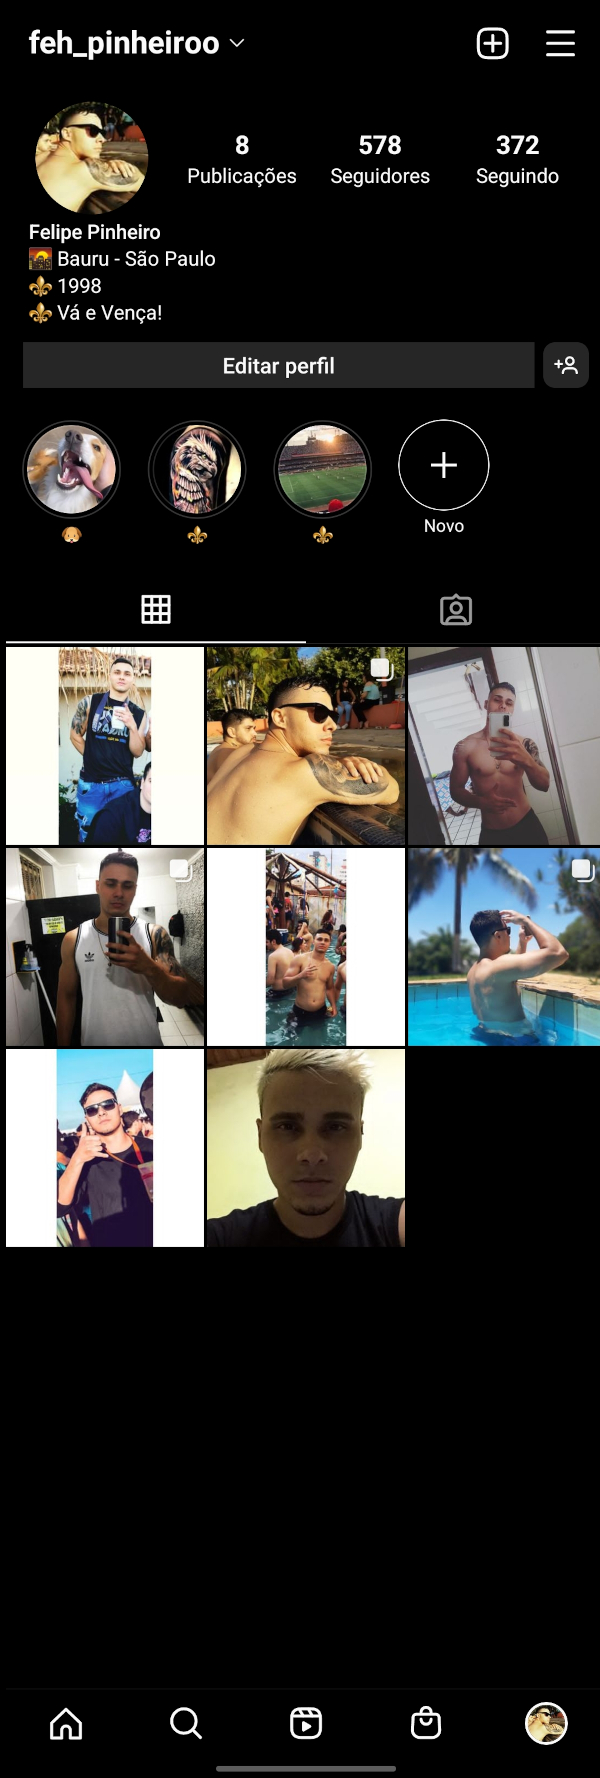 feh_pinheiroo
8 578 372
Publicações Seguidores Seguindo
Felipe Pinheiro
Bauru - São Paulo
1998
Vá e Vença!
Editar perfil
Novo